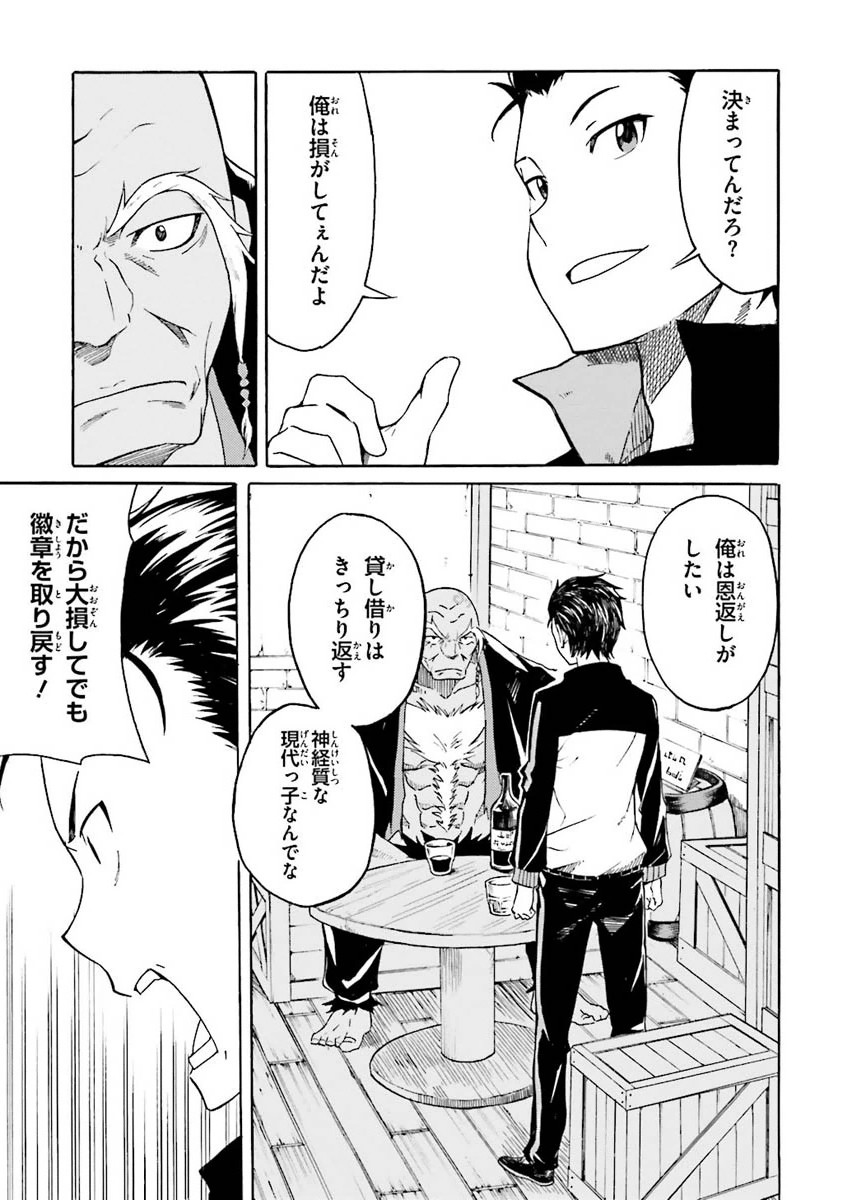 決まってんだろ?
俺は損がしてぇんだよ
俺は恩返しが
したい
貸し借りは
きっちり返す
神経質な
現代っ子なんでな
だから大損してでも
徽章を取り戻す!